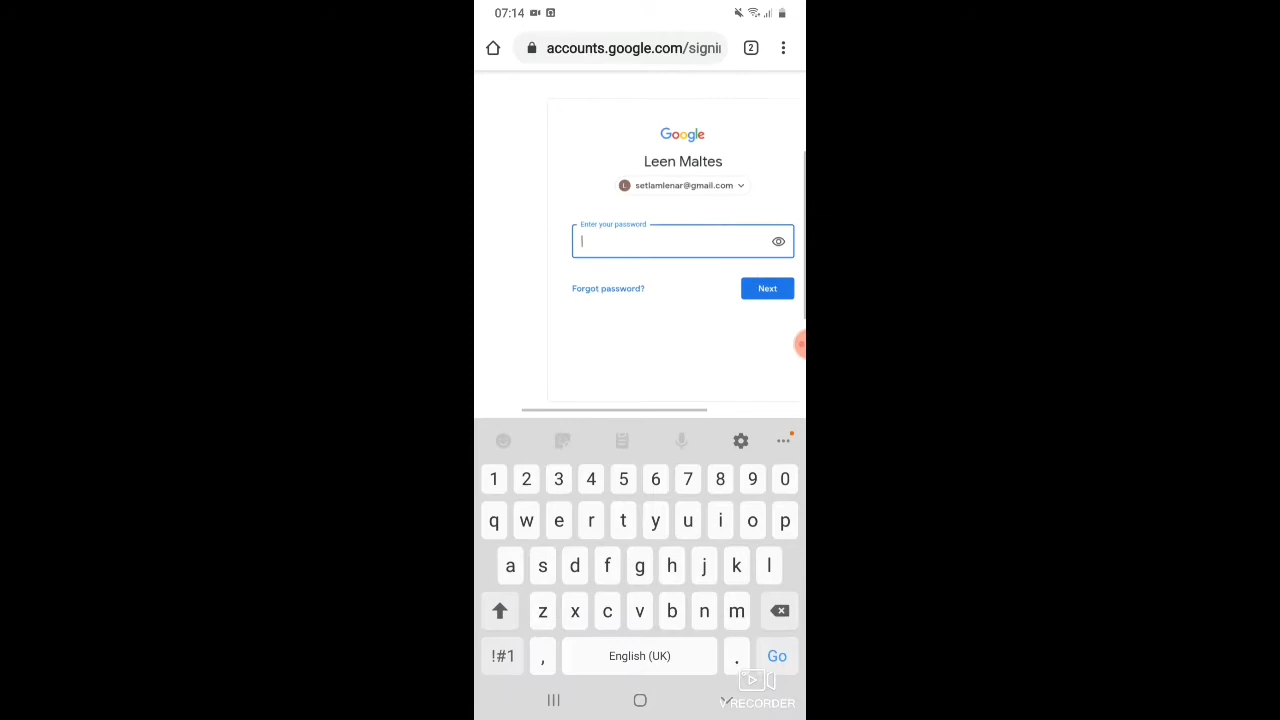 07:14
accounts.google.com/signi
2
Google
Leen Maltes
L setlamlenar@gmail.com
Enter your password
Forgot password? Next
1 2 3 4 5 6 7 8 9 0
q w e r t y u i o p
a s d f g h j k l
z x c v b n m
!#1 , English (UK) . Go
V RECORDER